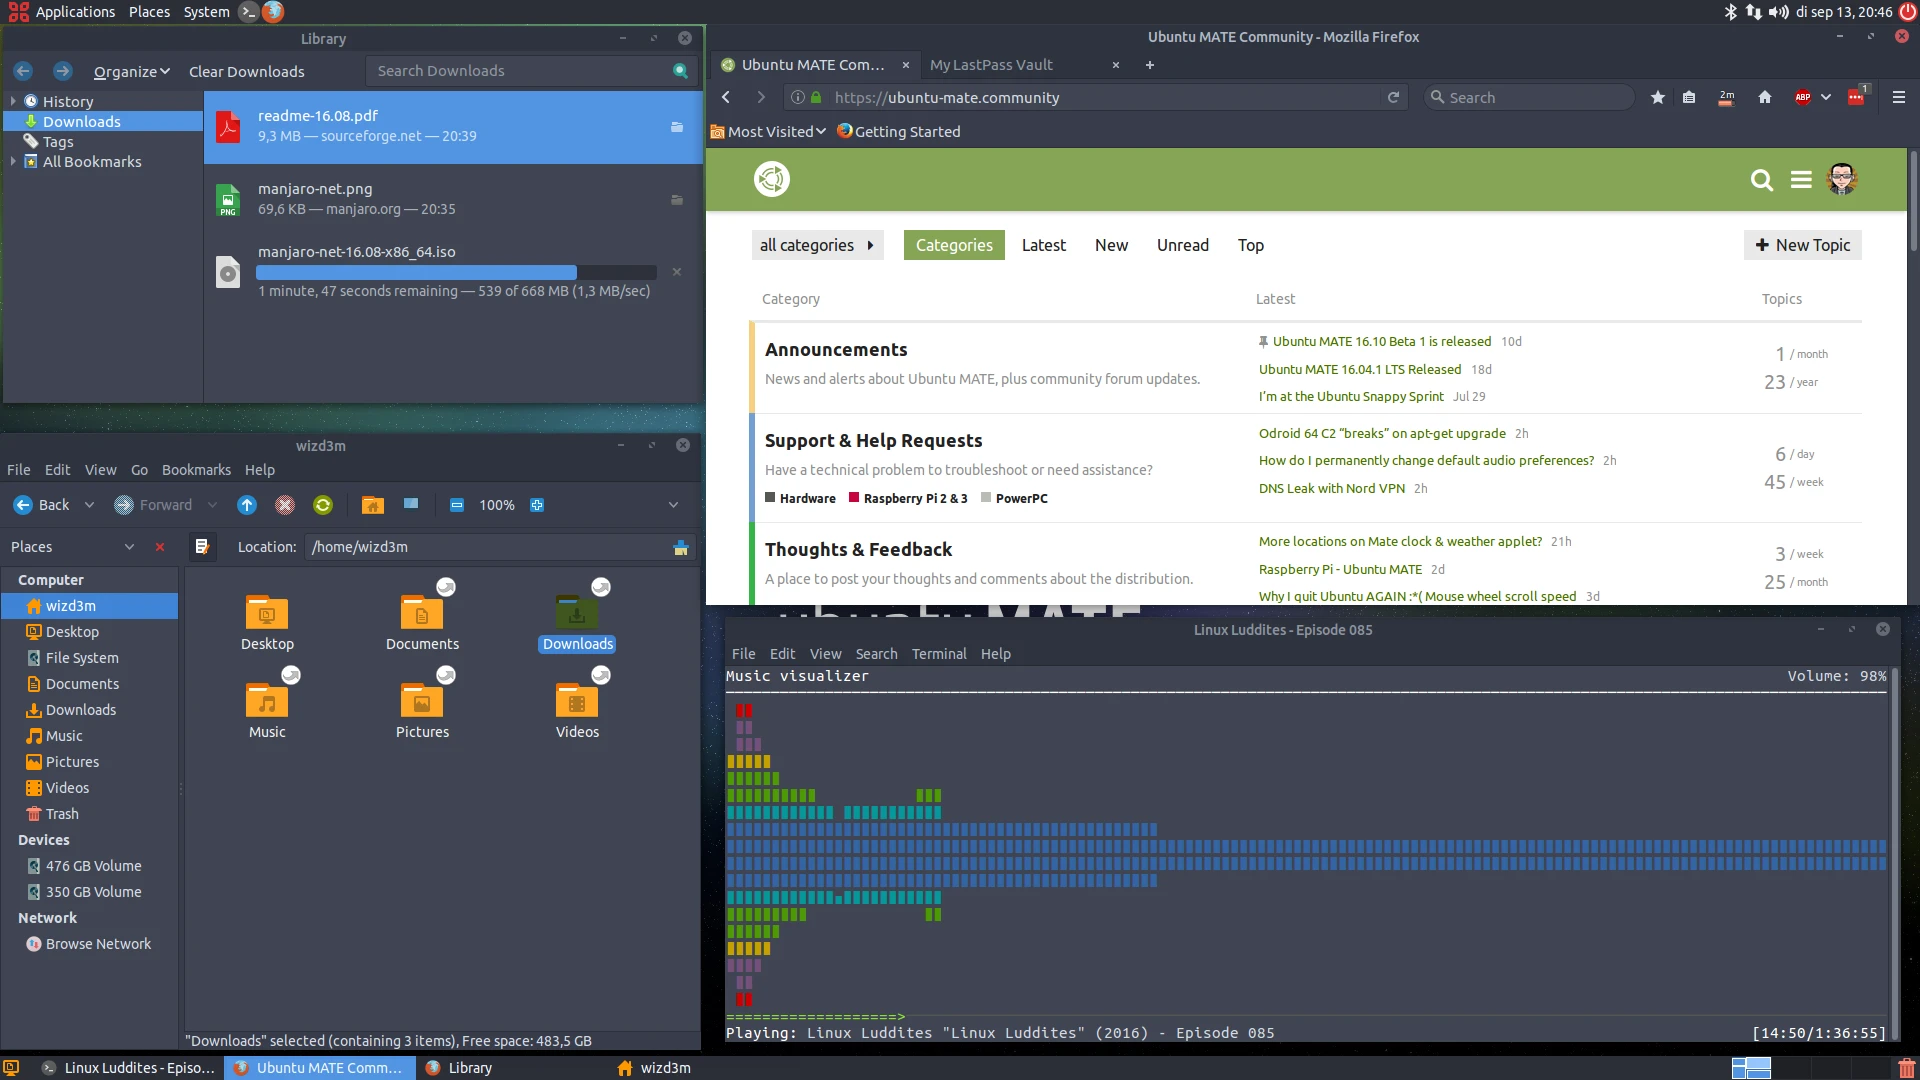 Applications Places System
di sep 13, 20:46
Library
Organize Clear Downloads Search Downloads
History
Downloads
Tags
All Bookmarks
readme-16.08.pdf
9,3 MB — sourceforge.net — 20:39
manjaro-net.png
69,6 KB — manjaro.org — 20:35
PNG
manjaro-net-16.08-x86_64.iso
1 minute, 47 seconds remaining — 539 of 668 MB (1,3 MB/sec)
Ubuntu MATE Community - Mozilla Firefox
Ubuntu MATE Com... My LastPass Vault
https://ubuntu-mate.community Search 2m ABP 1
Most Visited Getting Started
all categories Categories Latest New Unread Top New Topic
Category Latest Topics
Announcements
News and alerts about Ubuntu MATE, plus community forum updates.
Ubuntu MATE 16.10 Beta 1 is released 10d
Ubuntu MATE 16.04.1 LTS Released 18d
I'm at the Ubuntu Snappy Sprint Jul 29
1 / month
23 / year
Support & Help Requests
Have a technical problem to troubleshoot or need assistance?
Hardware Raspberry Pi 2 & 3 PowerPC
Odroid 64 C2 “breaks” on apt-get upgrade 2h
How do I permanently change default audio preferences? 2h
DNS Leak with Nord VPN 2h
6 / day
45 / week
Thoughts & Feedback
A place to post your thoughts and comments about the distribution.
More locations on Mate clock & weather applet? 21h
Raspberry Pi - Ubuntu MATE 2d
Why I quit Ubuntu AGAIN :*( Mouse wheel scroll speed 3d
3 / week
25 / month
ubuntu MATE
wizd3m
File Edit View Go Bookmarks Help
Back Forward 100%
Places Location: /home/wizd3m
Computer
wizd3m
Desktop
File System
Documents
Downloads
Music
Pictures
Videos
Trash
Devices
476 GB Volume
350 GB Volume
Network
Browse Network
Desktop Documents Downloads
Music Pictures Videos
"Downloads" selected (containing 3 items), Free space: 483,5 GB
Linux Luddites - Episode 085
File Edit View Search Terminal Help
Music visualizer Volume: 98%
===================>
Playing: Linux Luddites "Linux Luddites" (2016) - Episode 085 [14:50/1:36:55]
Linux Luddites - Episo... Ubuntu MATE Comm... Library wizd3m